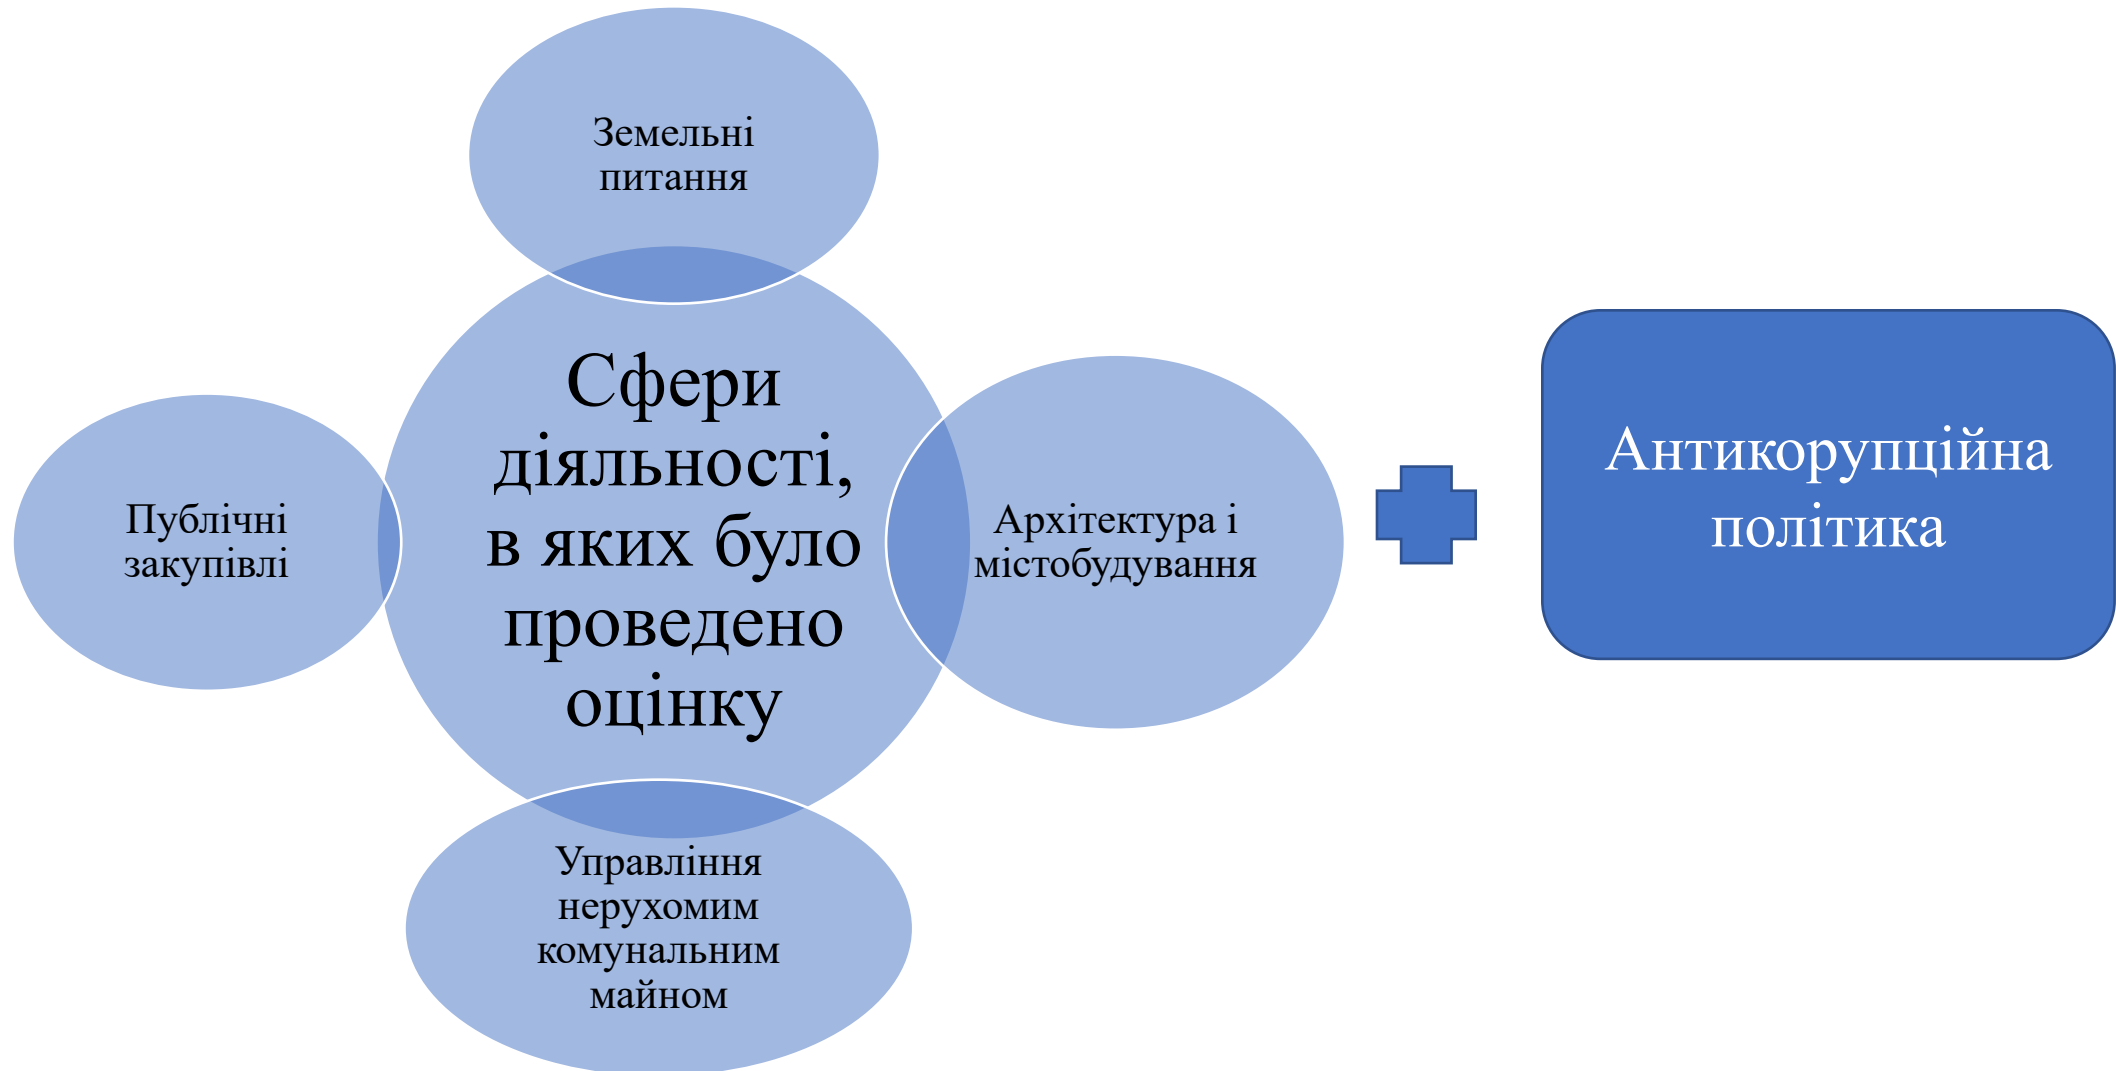 Земельні
питання
Сфери
діяльності,
в яких було
проведено
оцінку
Публічні
закупівлі
Архітектура і
містобудування
Управління
нерухомим
комунальним
майном
Антикорупційна
політика